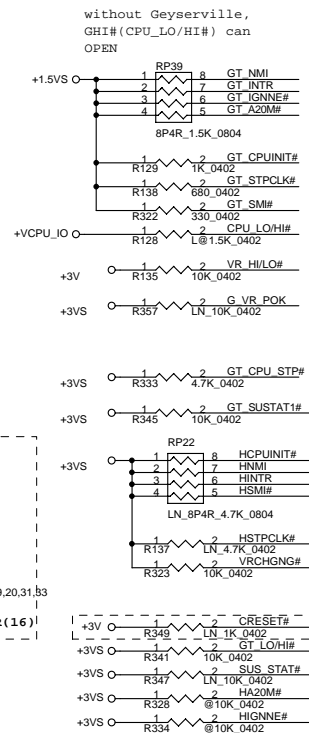 without Geyserville,
GHI#(CPU_LO/HI#) can
OPEN
RP39
+1.5VS 1 8 GT_NMI
2 7 GT_INTR
3 6 GT_IGNNE#
4 5 GT_A20M#
8P4R_1.5K_0804
1 2 GT_CPUINIT#
R129 1K_0402
1 2 GT_STPCLK#
R138 680_0402
1 2 GT_SMI#
R322 330_0402
+VCPU_IO 1 2 CPU_LO/HI#
R128 L@1.5K_0402
+3V 1 2 VR_HI/LO#
R135 10K_0402
+3VS 1 2 G_VR_POK
R357 LN_10K_0402
+3VS 1 2 GT_CPU_STP#
R333 4.7K_0402
+3VS 1 2 GT_SUSTAT1#
R345 10K_0402
RP22
+3VS 1 8 HCPUINIT#
2 7 HNMI
3 6 HINTR
4 5 HSMI#
LN_8P4R_4.7K_0804
1 2 HSTPCLK#
R137 LN_4.7K_0402
1 2 VRCHGNG#
R323 10K_0402
9,20,31,33
(16)
+3V 1 2 CRESET#
R349 LN_1K_0402
+3VS 1 2 GT_LO/HI#
R341 10K_0402
+3VS 1 2 SUS_STAT#
R347 LN_10K_0402
+3VS 1 2 HA20M#
R328 @10K_0402
+3VS 1 2 HIGNNE#
R334 @10K_0402